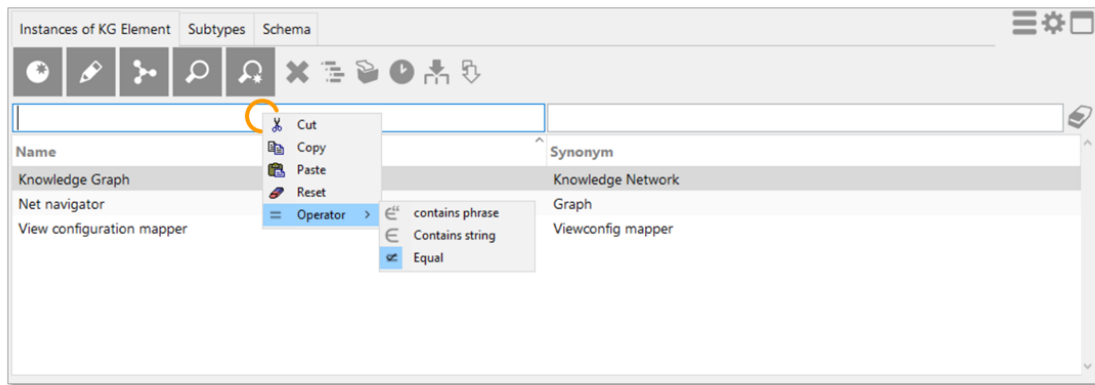 Instances of KG Element Subtypes Schema
Cut
Name Copy Synonym
Paste
Knowledge Graph Reset Knowledge Network
Net navigator Operator > contains phrase Graph
View configuration mapper Contains string Viewconfig mapper
Equal